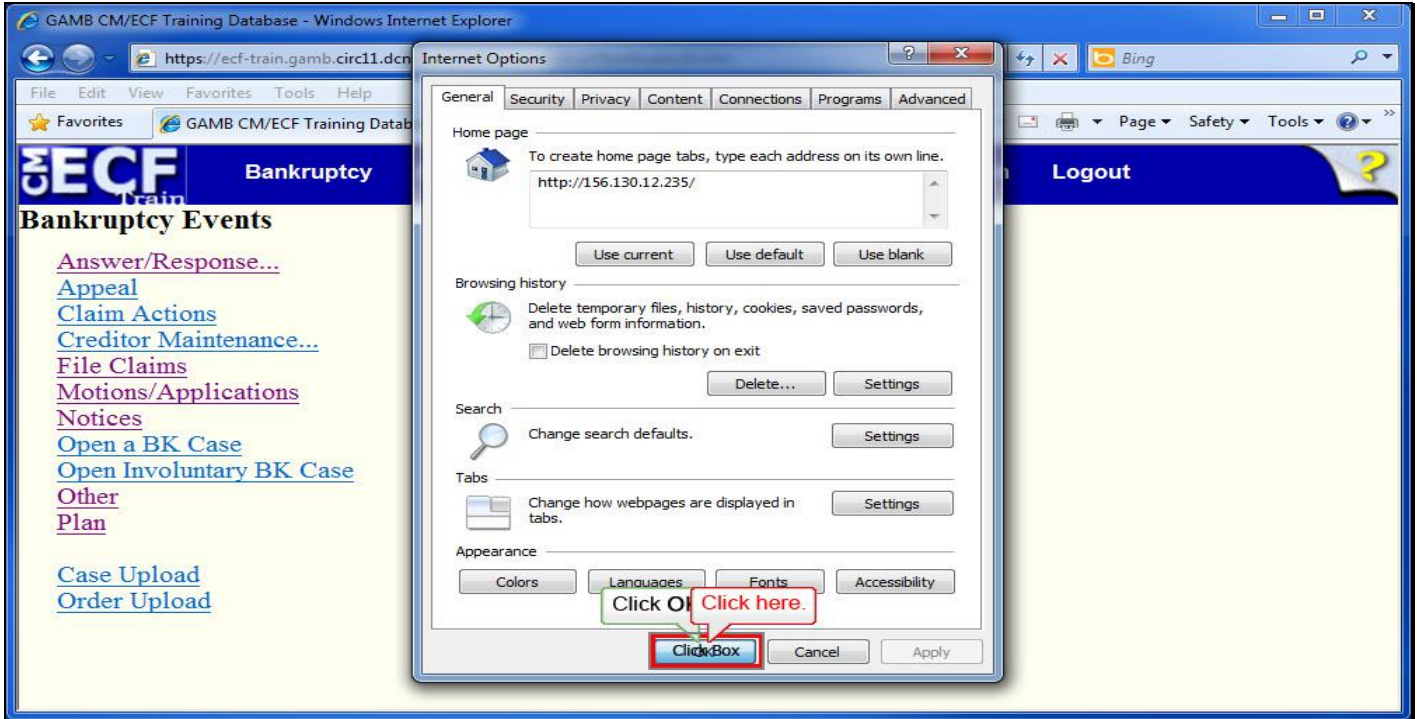 GAMB CM/ECF Training Database - Windows Internet Explorer
https://ecf-train.gamb.circ11.dcn
Bing
File Edit View Favorites Tools Help
Favorites GAMB CM/ECF Training Datab
Page Safety Tools
CM ECF Train
Bankruptcy Logout
Bankruptcy Events
Answer/Response...
Appeal
Claim Actions
Creditor Maintenance...
File Claims
Motions/Applications
Notices
Open a BK Case
Open Involuntary BK Case
Other
Plan
Case Upload
Order Upload
Internet Options
General Security Privacy Content Connections Programs Advanced
Home page
To create home page tabs, type each address on its own line.
http://156.130.12.235/
Use current Use default Use blank
Browsing history
Delete temporary files, history, cookies, saved passwords,
and web form information.
Delete browsing history on exit
Delete... Settings
Search
Change search defaults.
Settings
Tabs
Change how webpages are displayed in
tabs.
Settings
Appearance
Colors Languages Fonts Accessibility
Click Click here.
Click Box Cancel Apply